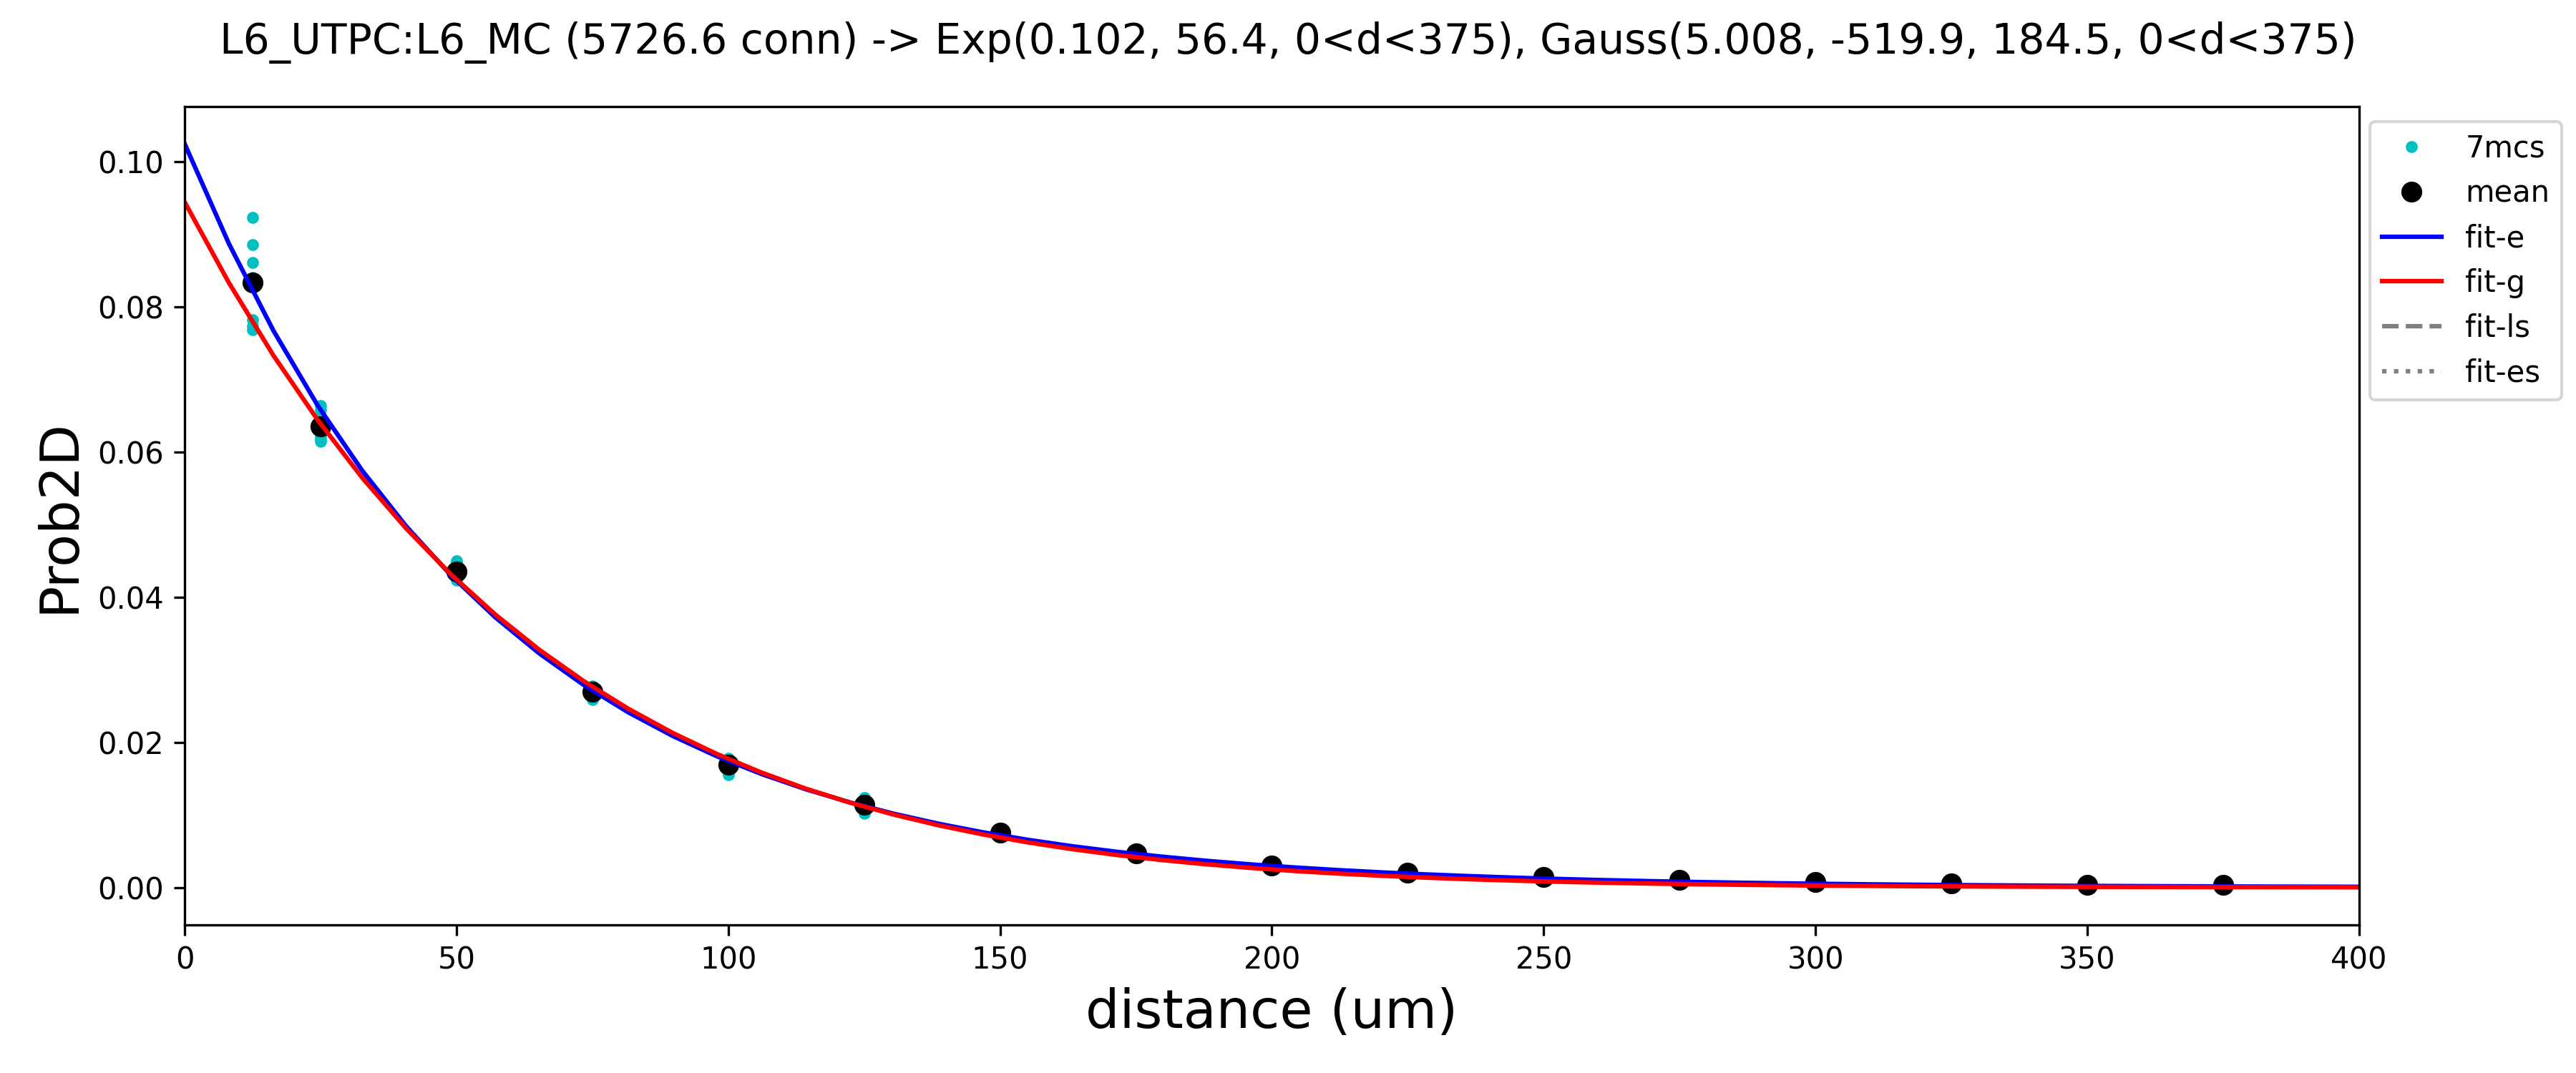 L6_UTPC:L6_MC (5726.6 conn) -> Exp(0.102, 56.4, 0<d<375), Gauss(5.008, -519.9, 184.5, 0<d<375)
Prob2D
0.10
0.08
0.06
0.04
0.02
0.00
0 50 100 150 200 250 300 350 400
distance (um)
7mcs
mean
fit-e
fit-g
fit-ls
fit-es